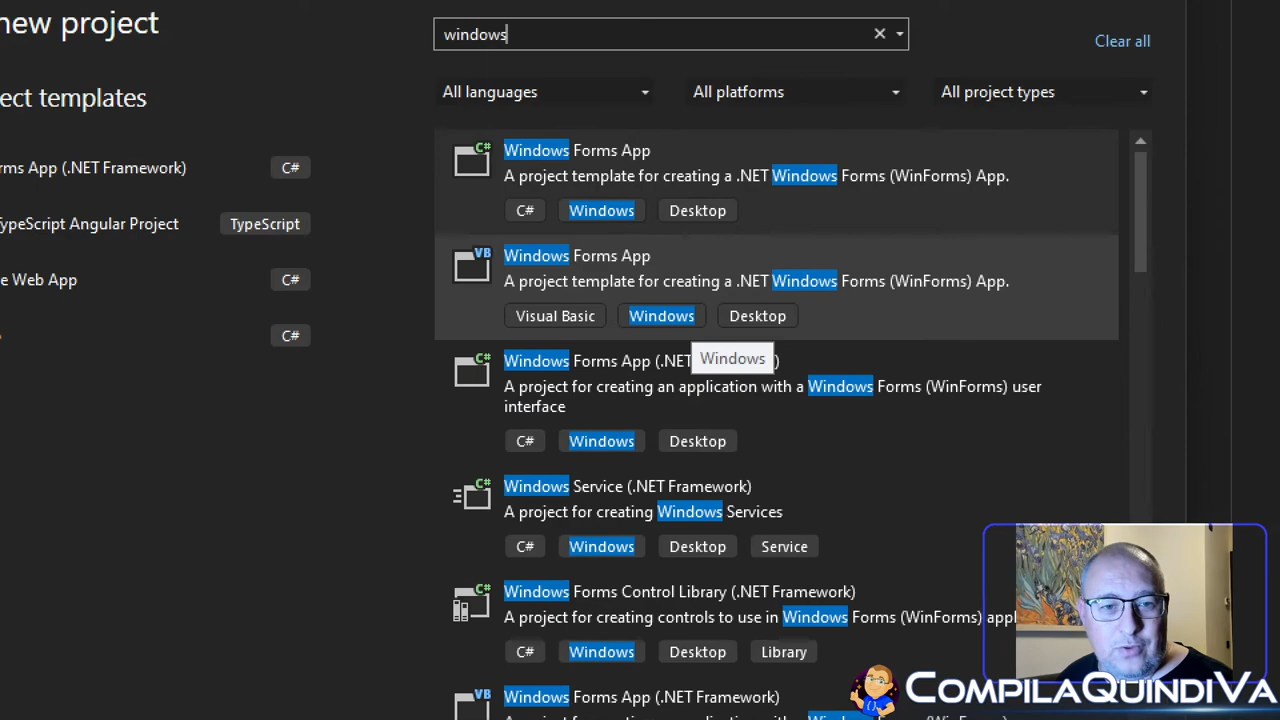 new project
windows
Clear all
ect templates
All languages
All platforms
All project types
rms App (.NET Framework)
C#
ypeScript Angular Project
TypeScript
e Web App
C#
C#
C#
Windows Forms App
A project template for creating a .NET Windows Forms (WinForms) App.
C#
Windows
Desktop
VB
Windows Forms App
A project template for creating a .NET Windows Forms (WinForms) App.
Visual Basic
Windows
Desktop
Windows
C#
Windows Forms App (.NET
)
A project for creating an application with a Windows Forms (WinForms) user
interface
C#
Windows
Desktop
C#
Windows Service (.NET Framework)
A project for creating Windows Services
C#
Windows
Desktop
Service
C#
Windows Forms Control Library (.NET Framework)
A project for creating controls to use in Windows Forms (WinForms) appl
C#
Windows
Desktop
Library
VB
Windows Forms App (.NET Framework)
CompilaQuindiVa